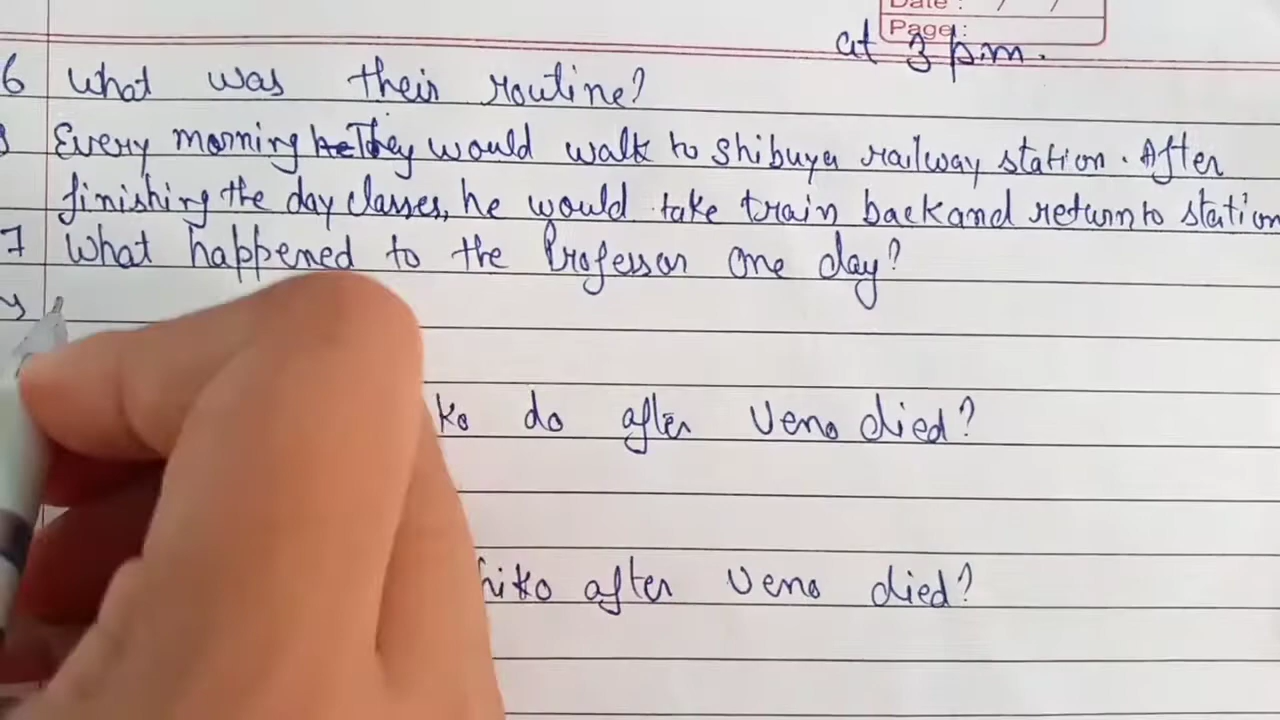 Date : / /
Page :
at 3 p.m.
6 What was their routine?
Every morning he They would walk to Shibuya railway station. After
finishing the day classes, he would take train back and return to station
7 What happened to the Professor one day?
ko do after Ueno died?
hiko after Ueno died?